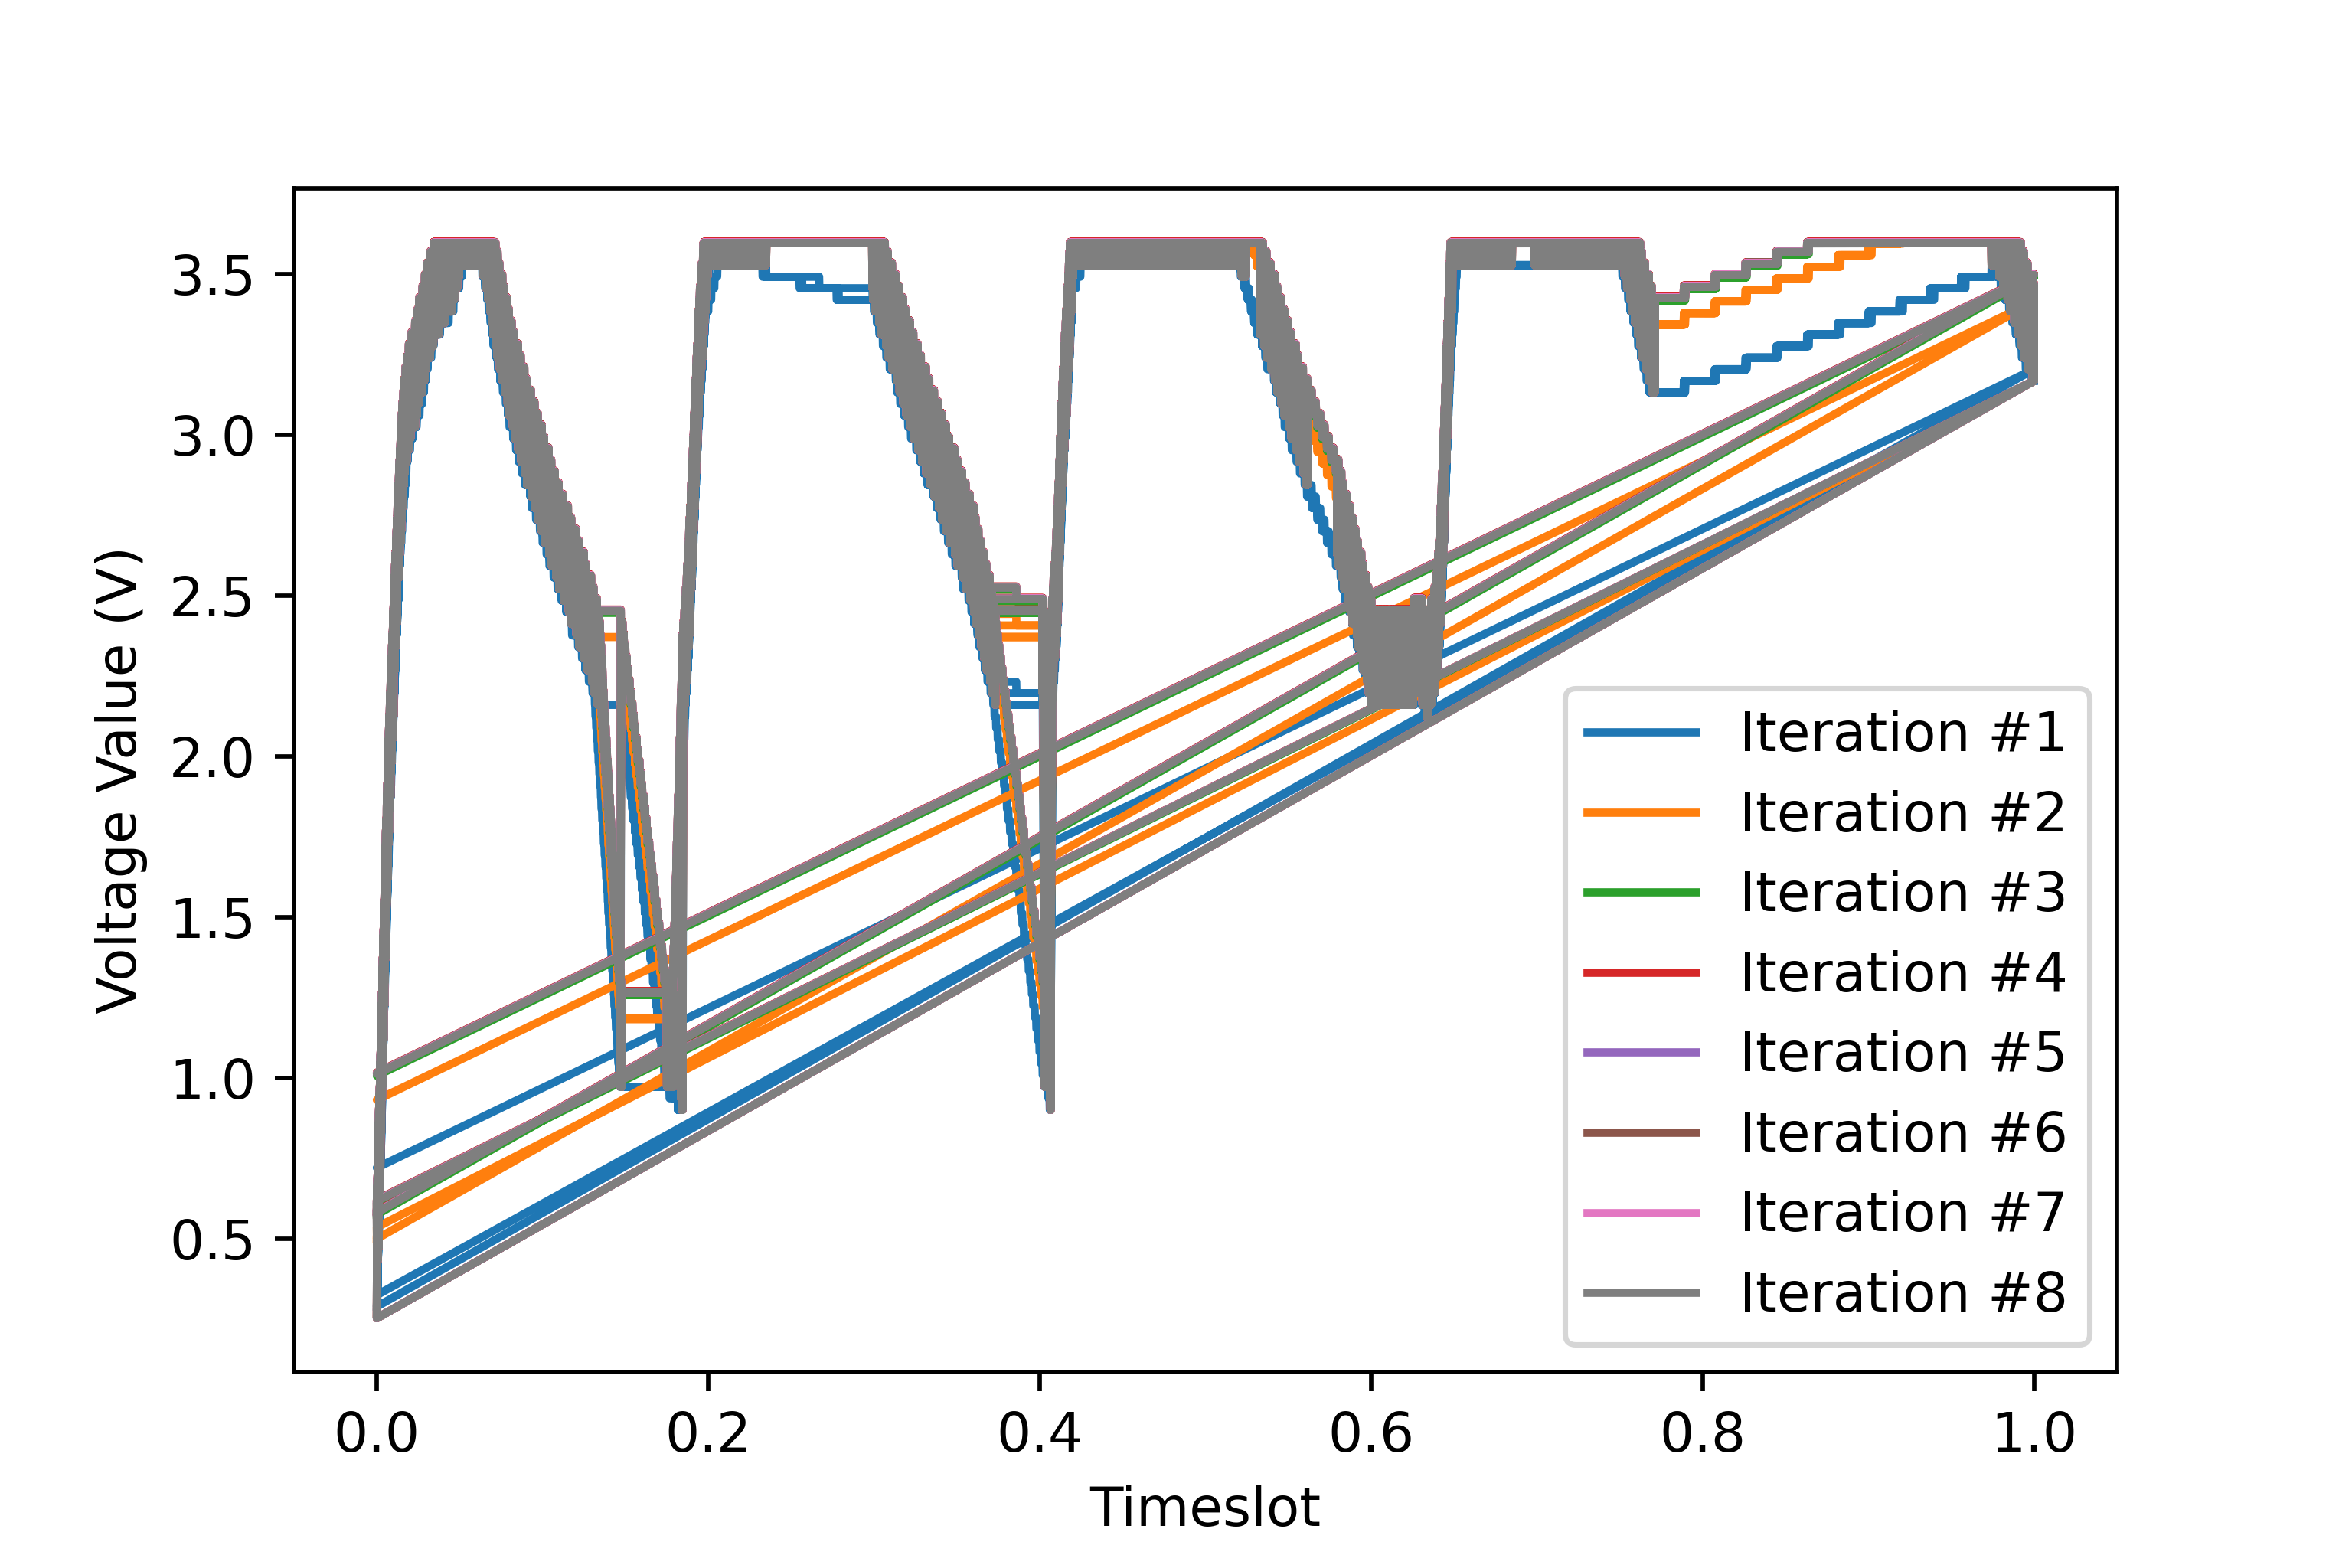 Voltage Value (V)
3.5
3.0
2.5
2.0
1.5
1.0
0.5
0.0 0.2 0.4 0.6 0.8 1.0
Timeslot
Iteration #1
Iteration #2
Iteration #3
Iteration #4
Iteration #5
Iteration #6
Iteration #7
Iteration #8